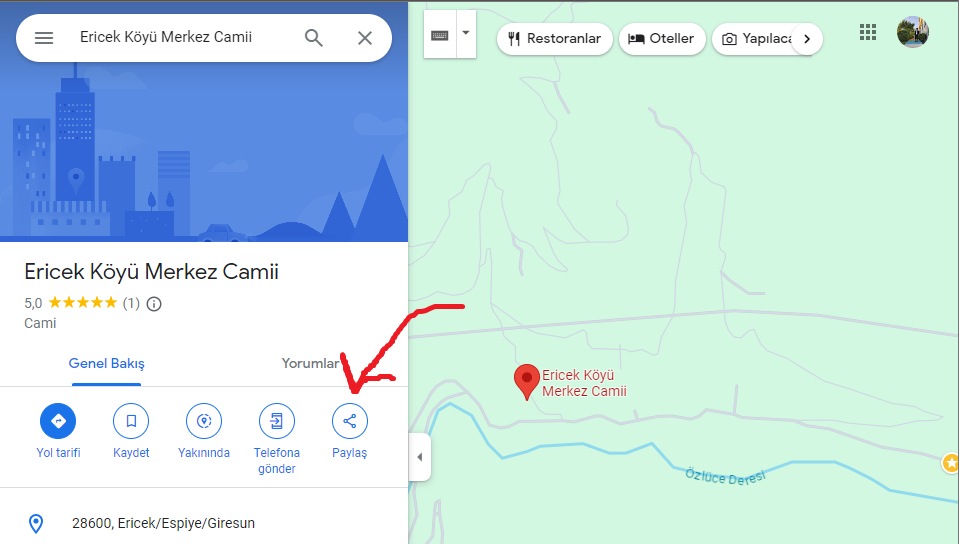 Ericek Köyü Merkez Camii
Restoranlar
Oteller
Yapılaca
Ericek Köyü Merkez Camii
5,0 (1)
Cami
Genel Bakış
Yorumlar
Yol tarifi
Kaydet
Yakınında
Telefona
gönder
Paylaş
28600, Ericek/Espiye/Giresun
Ericek Köyü
Merkez Camii
Özlüce Deresi